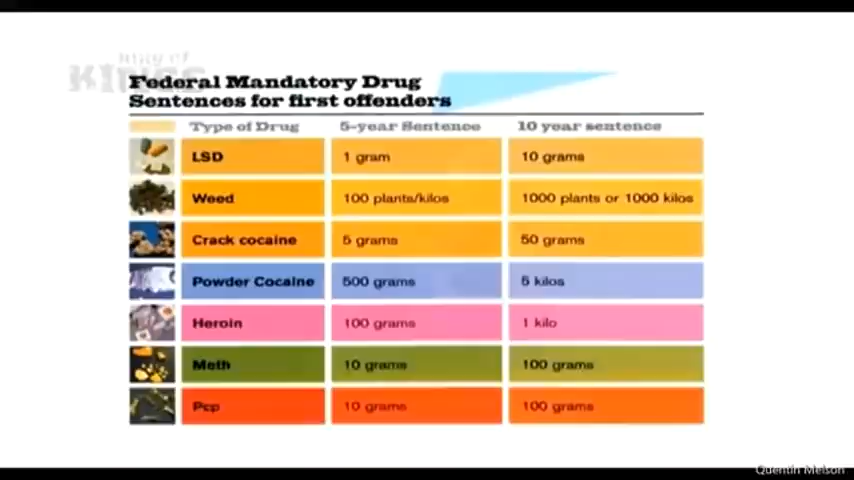 KINGS
Federal Mandatory Drug
Sentences for first offenders
Type of Drug 5-year Sentence 10 year sentence
LSD 1 gram 10 grams
Weed 100 plants/kilos 1000 plants or 1000 kilos
Crack cocaine 5 grams 50 grams
Powder Cocaine 500 grams 5 kilos
Heroin 100 grams 1 kilo
Meth 10 grams 100 grams
Pcp 10 grams 100 grams
Quentin Melson